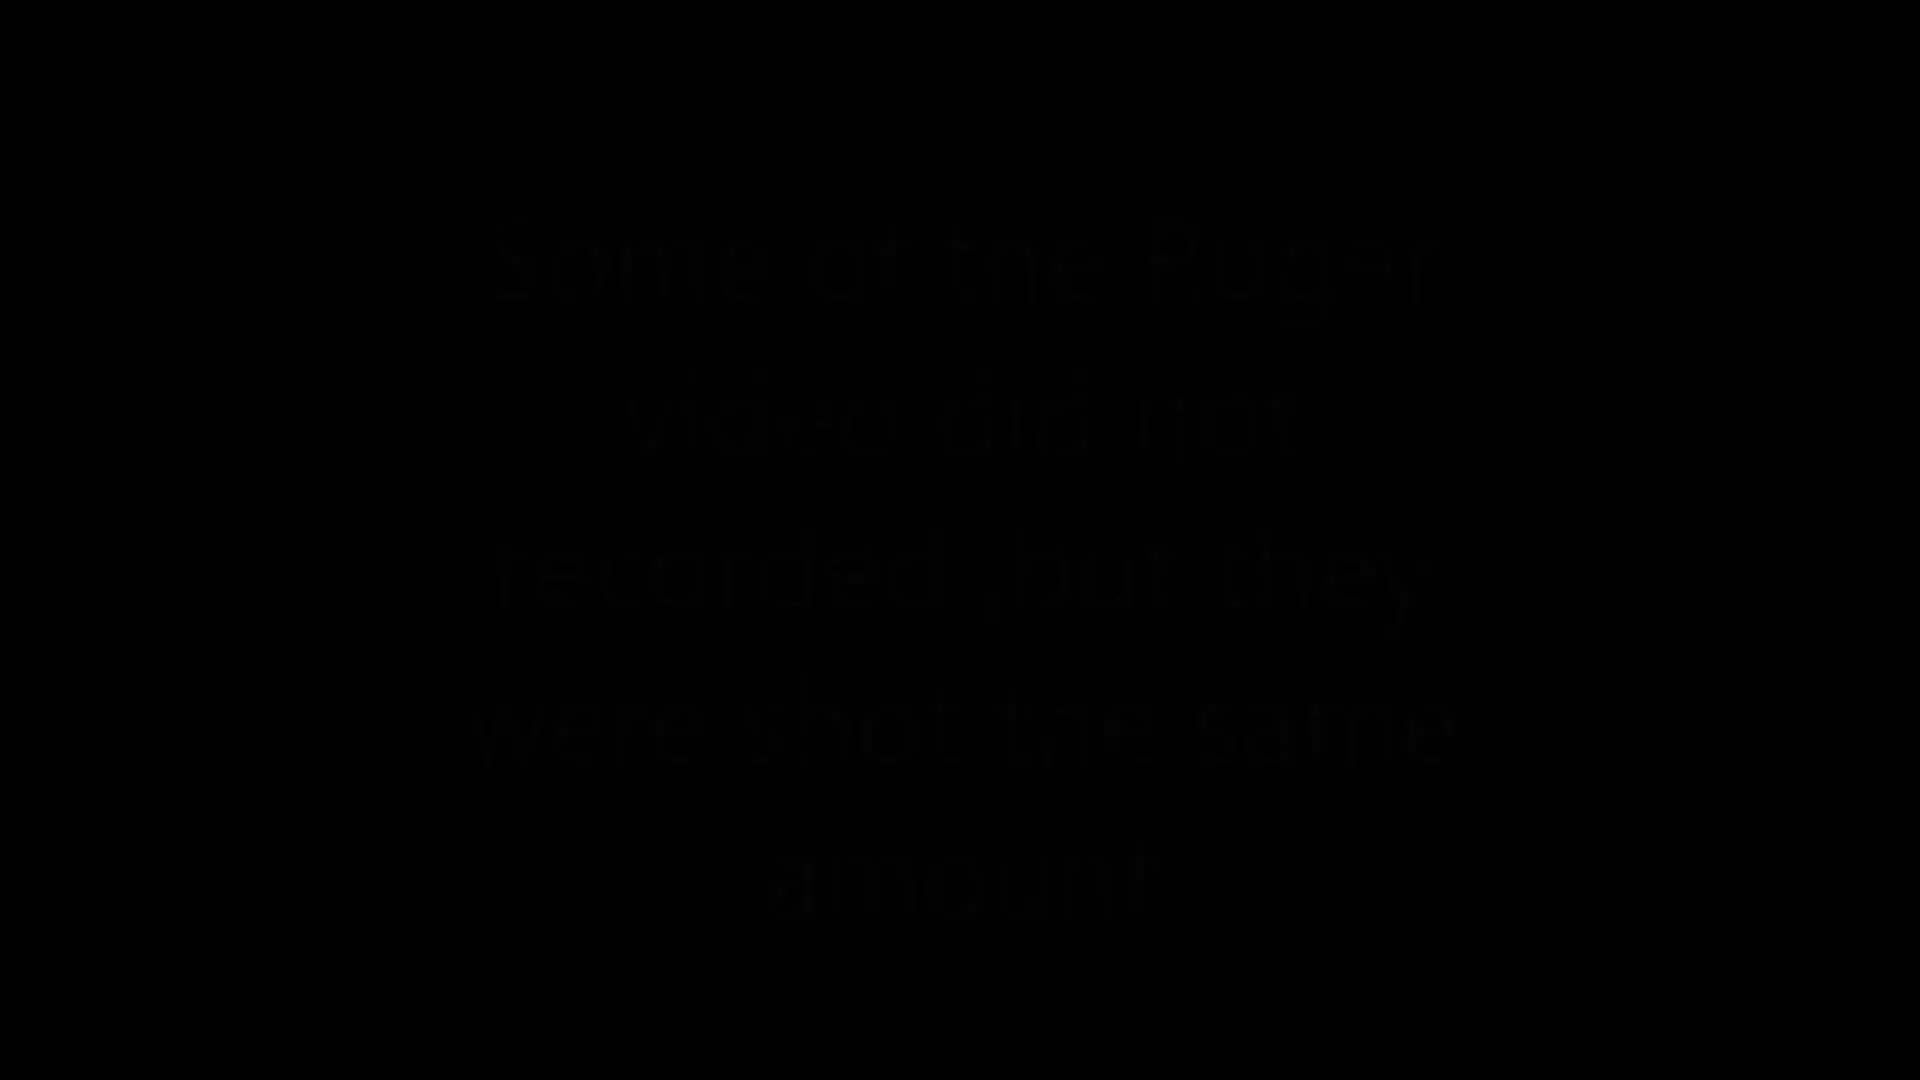 Some of the Ruger
video did not
recorded ,but they
were shot the same
amount